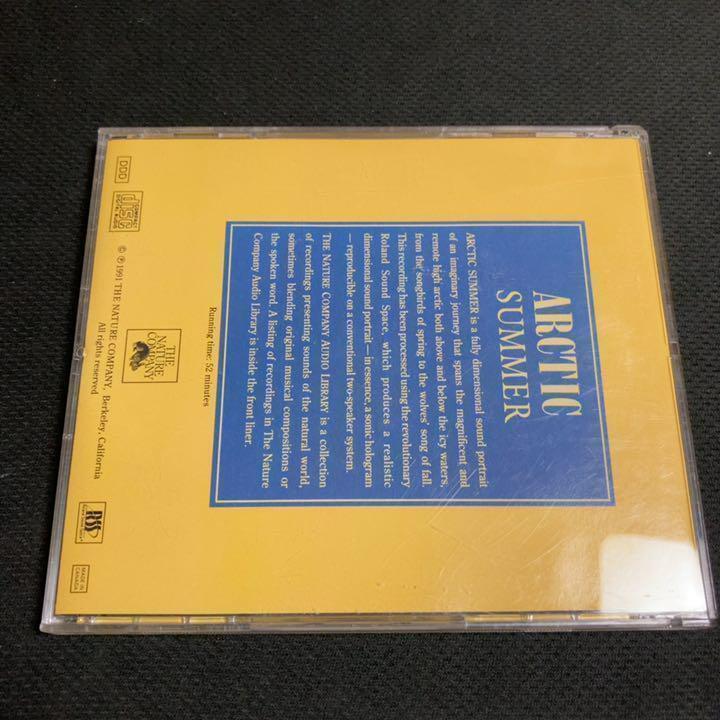 ARCTIC
SUMMER
ARCTIC SUMMER is a fully dimensional sound portrait
of an imaginary journey that spans the magnificent and
remote high arctic both above and below the icy waters,
from the songbirds of spring to the wolves' song of fall.
This recording has been processed using the revolutionary
Roland Sound Space, which produces a realistic
dimensional sound portrait—in essence, a sonic hologram
—reproducible on a conventional two-speaker system.
THE NATURE COMPANY AUDIO LIBRARY is a collection
of recordings presenting sounds of the natural world,
sometimes blending original musical compositions or
the spoken word. A listing of recordings in The Nature
Company Audio Library is inside the front liner.
Running time: 52 minutes
THE
NATURE
COMPANY
DDD
COMPACT
disc
DIGITAL AUDIO
© ℗ 1991 THE NATURE COMPANY, Berkeley, California
All rights reserved
RSS
MADE IN
CANADA